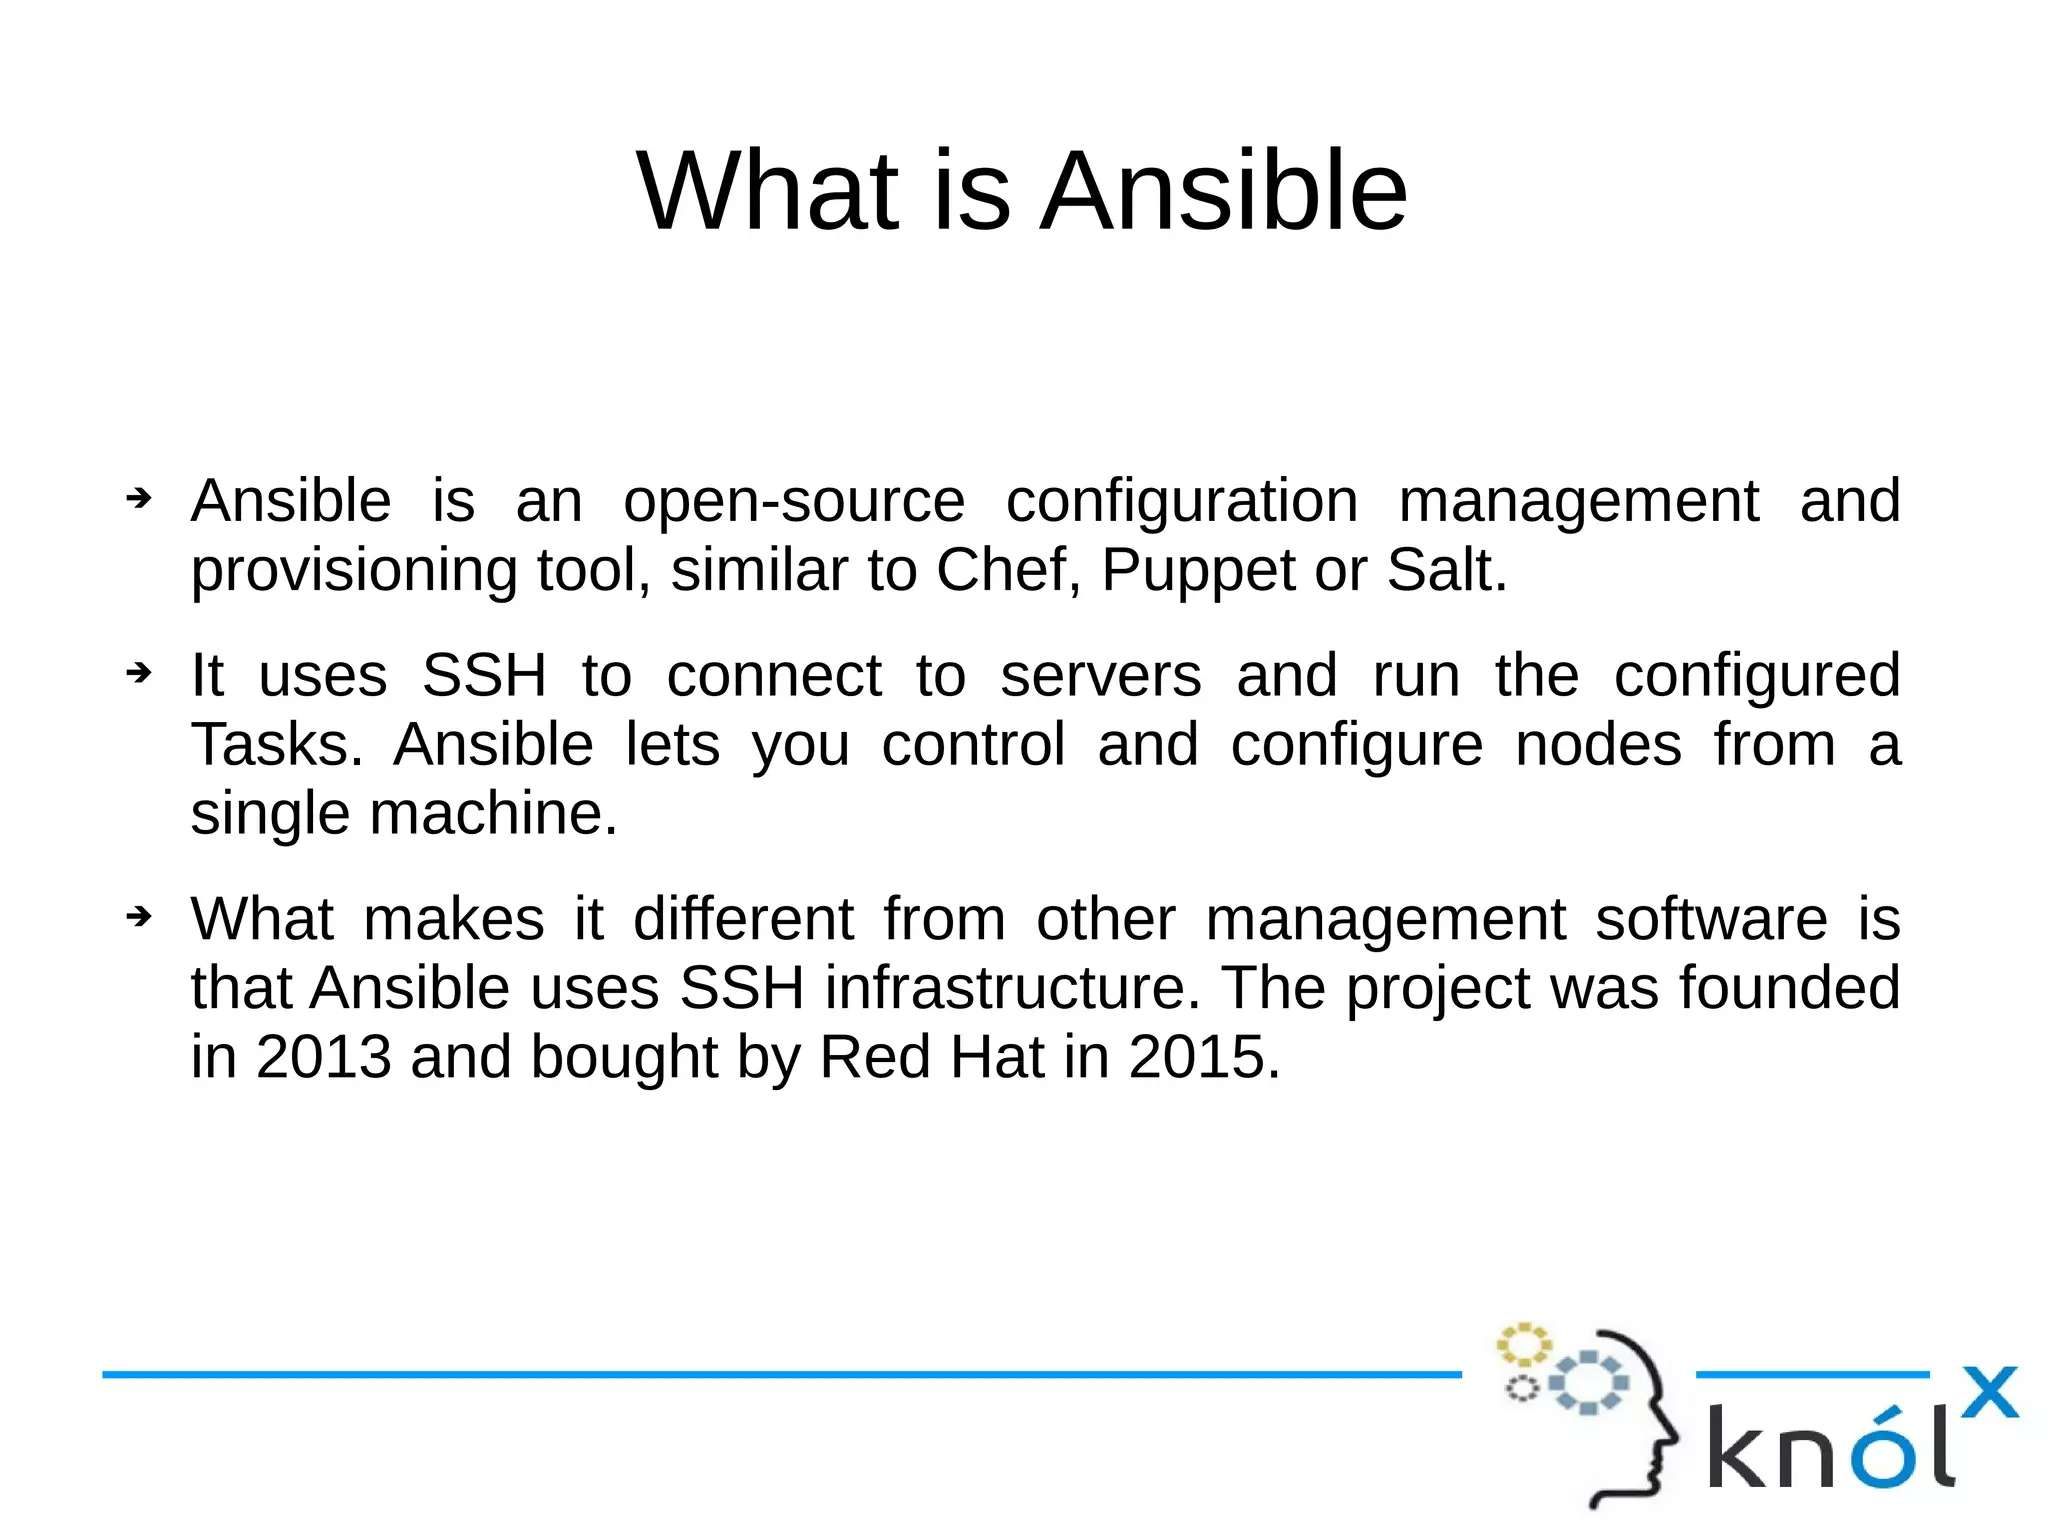 What is Ansible
➔ Ansible is an open-source configuration management and
provisioning tool, similar to Chef, Puppet or Salt.
➔ It uses SSH to connect to servers and run the configured
Tasks. Ansible lets you control and configure nodes from a
single machine.
➔ What makes it different from other management software is
that Ansible uses SSH infrastructure. The project was founded
in 2013 and bought by Red Hat in 2015.
knólx